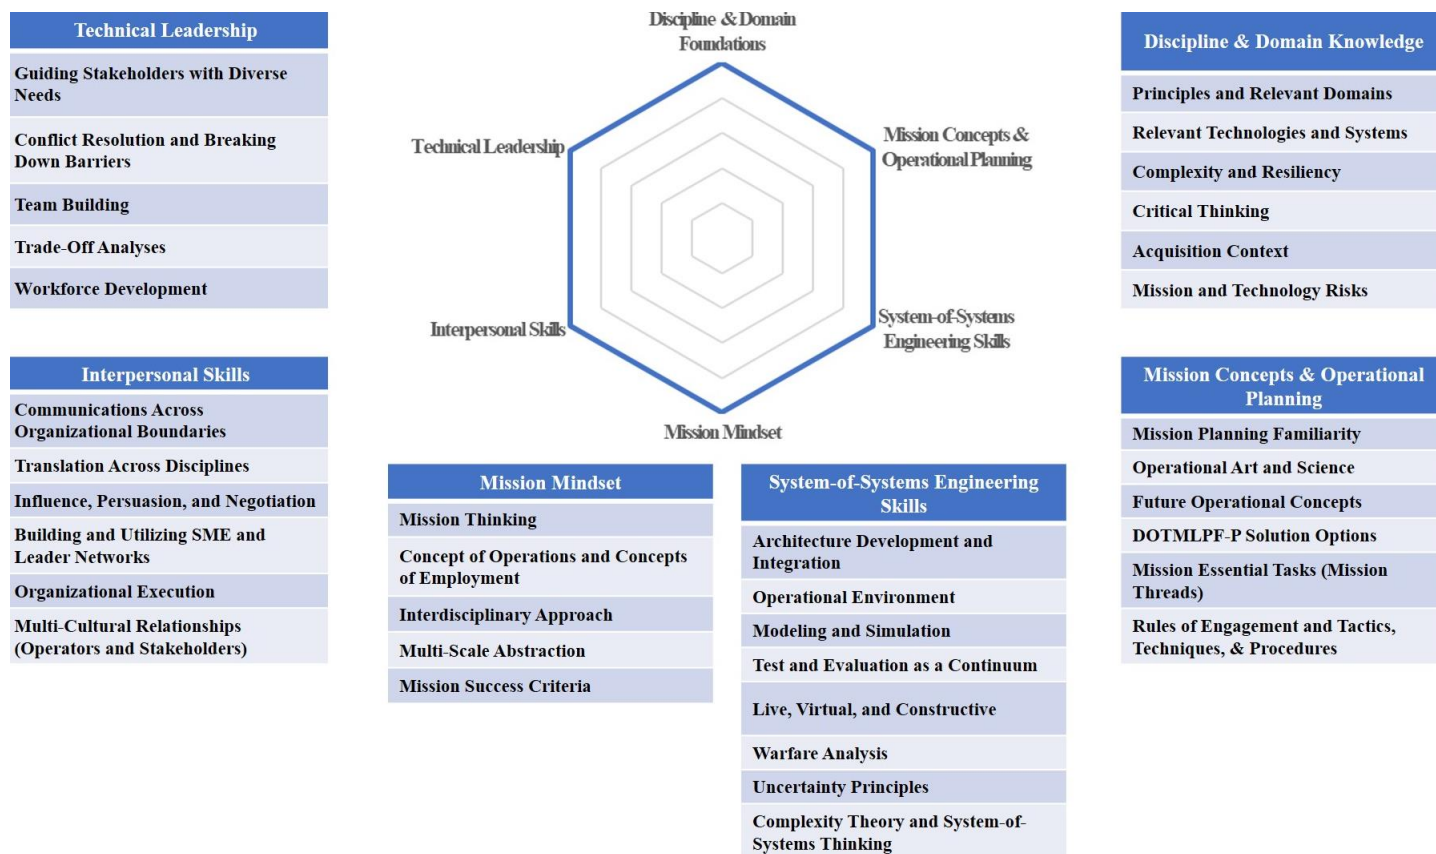 Technical Leadership
Guiding Stakeholders with Diverse
Needs
Conflict Resolution and Breaking
Down Barriers
Team Building
Trade-Off Analyses
Workforce Development
Interpersonal Skills
Communications Across
Organizational Boundaries
Translation Across Disciplines
Influence, Persuasion, and Negotiation
Building and Utilizing SME and
Leader Networks
Organizational Execution
Multi-Cultural Relationships
(Operators and Stakeholders)
Discipline & Domain
Foundations
Technical Leadership
Mission Concepts &
Operational Planning
Interpersonal Skills
System-of-Systems
Engineering Skills
Mission Mindset
Mission Mindset
Mission Thinking
Concept of Operations and Concepts
of Employment
Interdisciplinary Approach
Multi-Scale Abstraction
Mission Success Criteria
System-of-Systems Engineering
Skills
Architecture Development and
Integration
Operational Environment
Modeling and Simulation
Test and Evaluation as a Continuum
Live, Virtual, and Constructive
Warfare Analysis
Uncertainty Principles
Complexity Theory and System-of-
Systems Thinking
Discipline & Domain Knowledge
Principles and Relevant Domains
Relevant Technologies and Systems
Complexity and Resiliency
Critical Thinking
Acquisition Context
Mission and Technology Risks
Mission Concepts & Operational
Planning
Mission Planning Familiarity
Operational Art and Science
Future Operational Concepts
DOTMLPF-P Solution Options
Mission Essential Tasks (Mission
Threads)
Rules of Engagement and Tactics,
Techniques, & Procedures